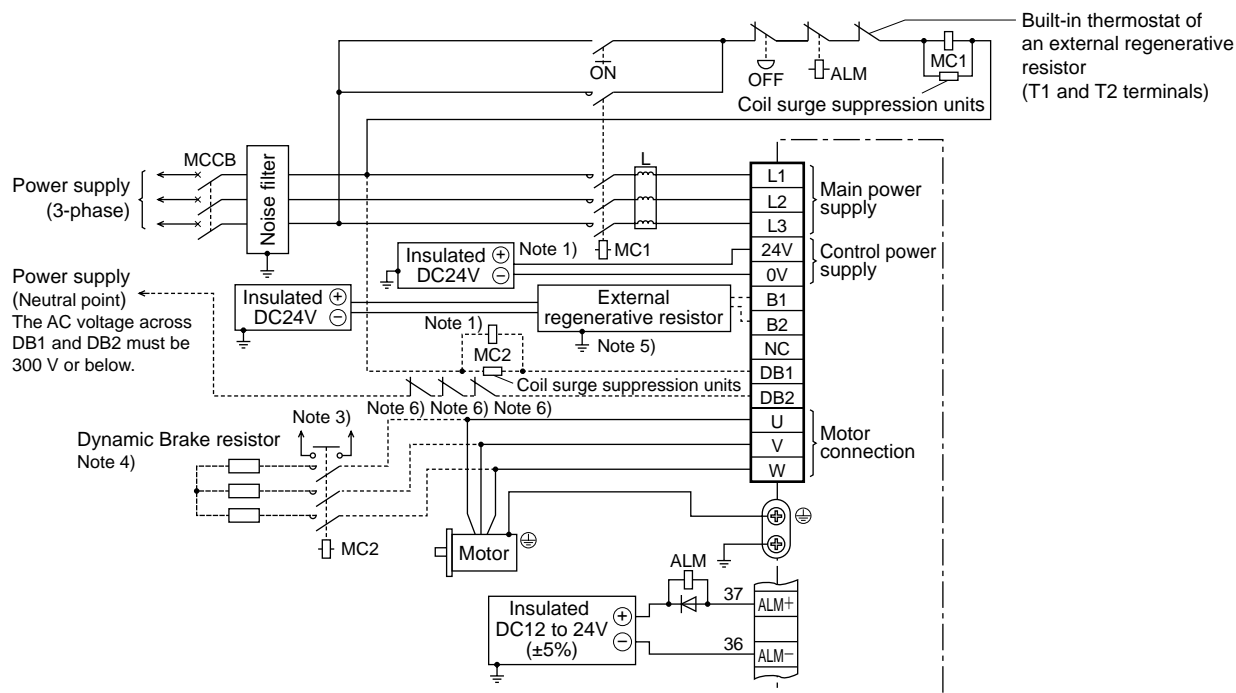 Built-in thermostat of
an external regenerative
resistor
(T1 and T2 terminals)
ON
OFF
ALM
MC1
Coil surge suppression units
MCCB
Noise filter
L
Power supply
(3-phase)
L1
L2
L3
Main power
supply
MC1
Insulated
DC24V
+
−
Note 1)
24V
0V
Control power
supply
Power supply
(Neutral point)
The AC voltage across
DB1 and DB2 must be
300 V or below.
Insulated
DC24V
+
−
External
regenerative resistor
Note 5)
B1
B2
NC
DB1
DB2
Note 1)
MC2
Coil surge suppression units
Note 6) Note 6) Note 6)
U
V
W
Motor
connection
Dynamic Brake resistor
Note 4)
Note 3)
MC2
Motor
ALM
Insulated
DC12 to 24V
(±5%)
+
−
37
ALM+
36
ALM−